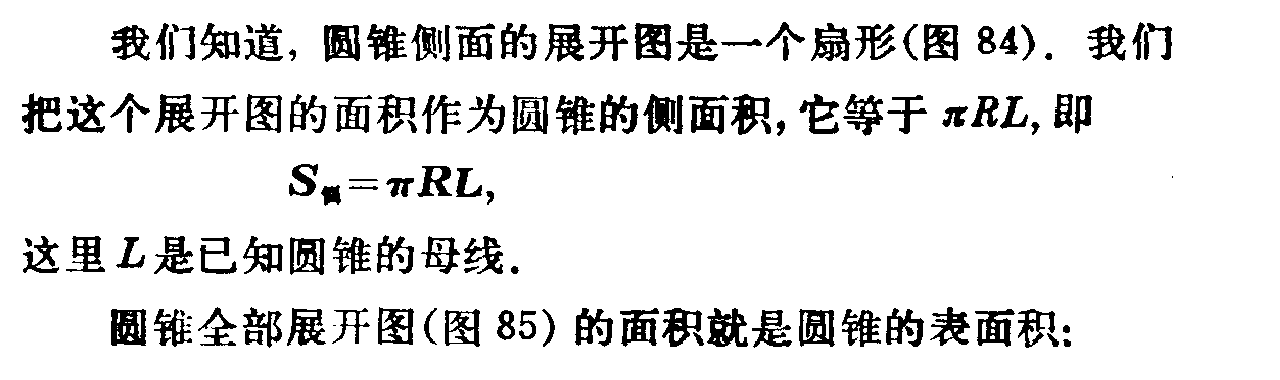 我们知道, 圆锥侧面的展开图是一个扇形(图 84). 我们
把这个展开图的面积作为圆锥的侧面积, 它等于 πRL, 即
S侧=πRL,
这里 L 是已知圆锥的母线.
圆锥全部展开图(图 85) 的面积就是圆锥的表面积: